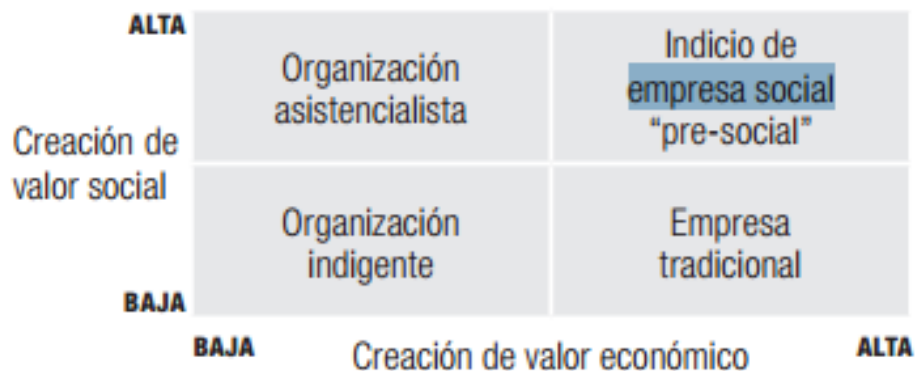 ALTA
Organización
asistencialista
Indicio de
empresa social
“pre-social”
Creación de
valor social
Organización
indigente
Empresa
tradicional
BAJA
BAJA
Creación de valor económico
ALTA